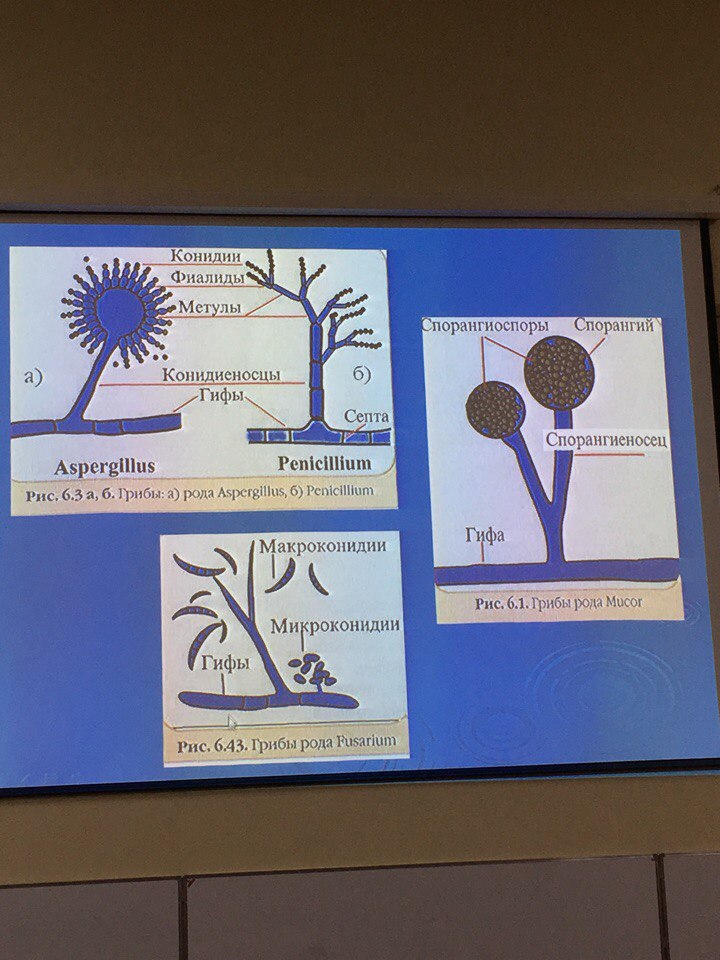 Конидии
Фиалиды
Метулы
а)
Конидиеносцы
б)
Гифы
Септа
Aspergillus
Penicillium
Рис. 6.3 а, б. Грибы: а) рода Aspergillus, б) Penicillium
Спорангиоспоры
Спорангий
Спорангиеносец
Гифа
Рис. 6.1. Грибы рода Mucor
Макроконидии
Микроконидии
Гифы
Рис. 6.43. Грибы рода Fusarium